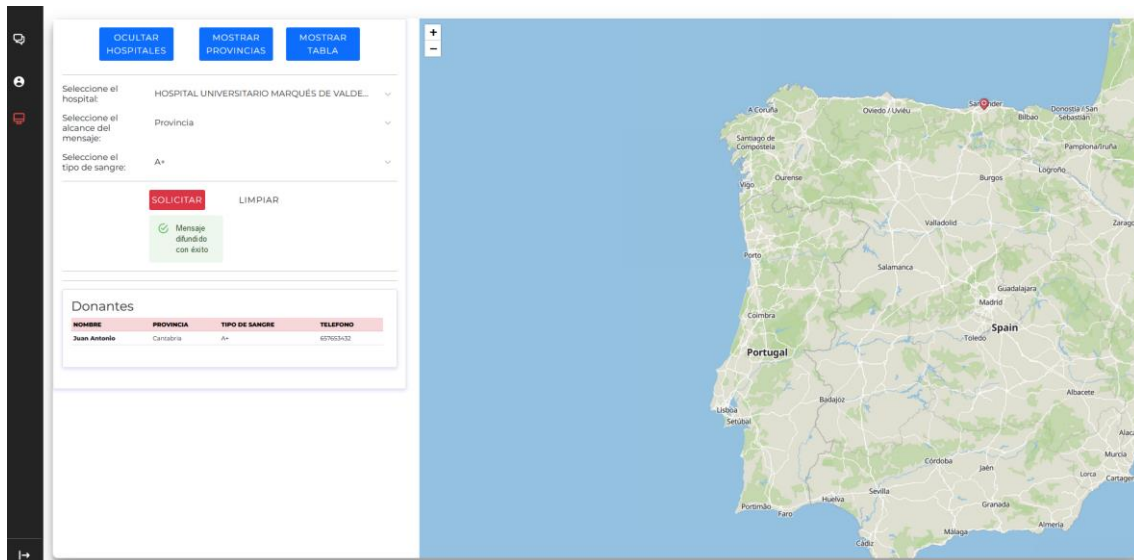 OCULTAR
HOSPITALES
MOSTRAR
PROVINCIAS
MOSTRAR
TABLA
Seleccione el
hospital:
HOSPITAL UNIVERSITARIO MARQUÉS DE VALDE...
Seleccione el
alcance del
mensaje:
Provincia
Seleccione el
tipo de sangre:
A+
SOLICITAR LIMPIAR
Mensaje
difundido
con éxito
Donantes
NOMBRE PROVINCIA TIPO DE SANGRE TELEFONO
Juan Antonio Cantabria A+ 657653432
+
−
A Coruña
Oviedo / Uviéu
Donostia / San
Sebastián
Bilbao
Santiago de
Compostela
Pamplona/Iruña
Logroño
Ourense
Burgos
Vigo
Valladolid
Zarago
Porto
Salamanca
Guadalajara
Madrid
Coimbra
Spain
Toledo
Portugal
Albacete
Badajoz
Lisboa
Setúbal
Alaca
Murcia
Córdoba
Jaén
Lorca
Cartagen
Sevilla
Huelva
Granada
Portimão
Faro
Almería
Málaga
Cádiz